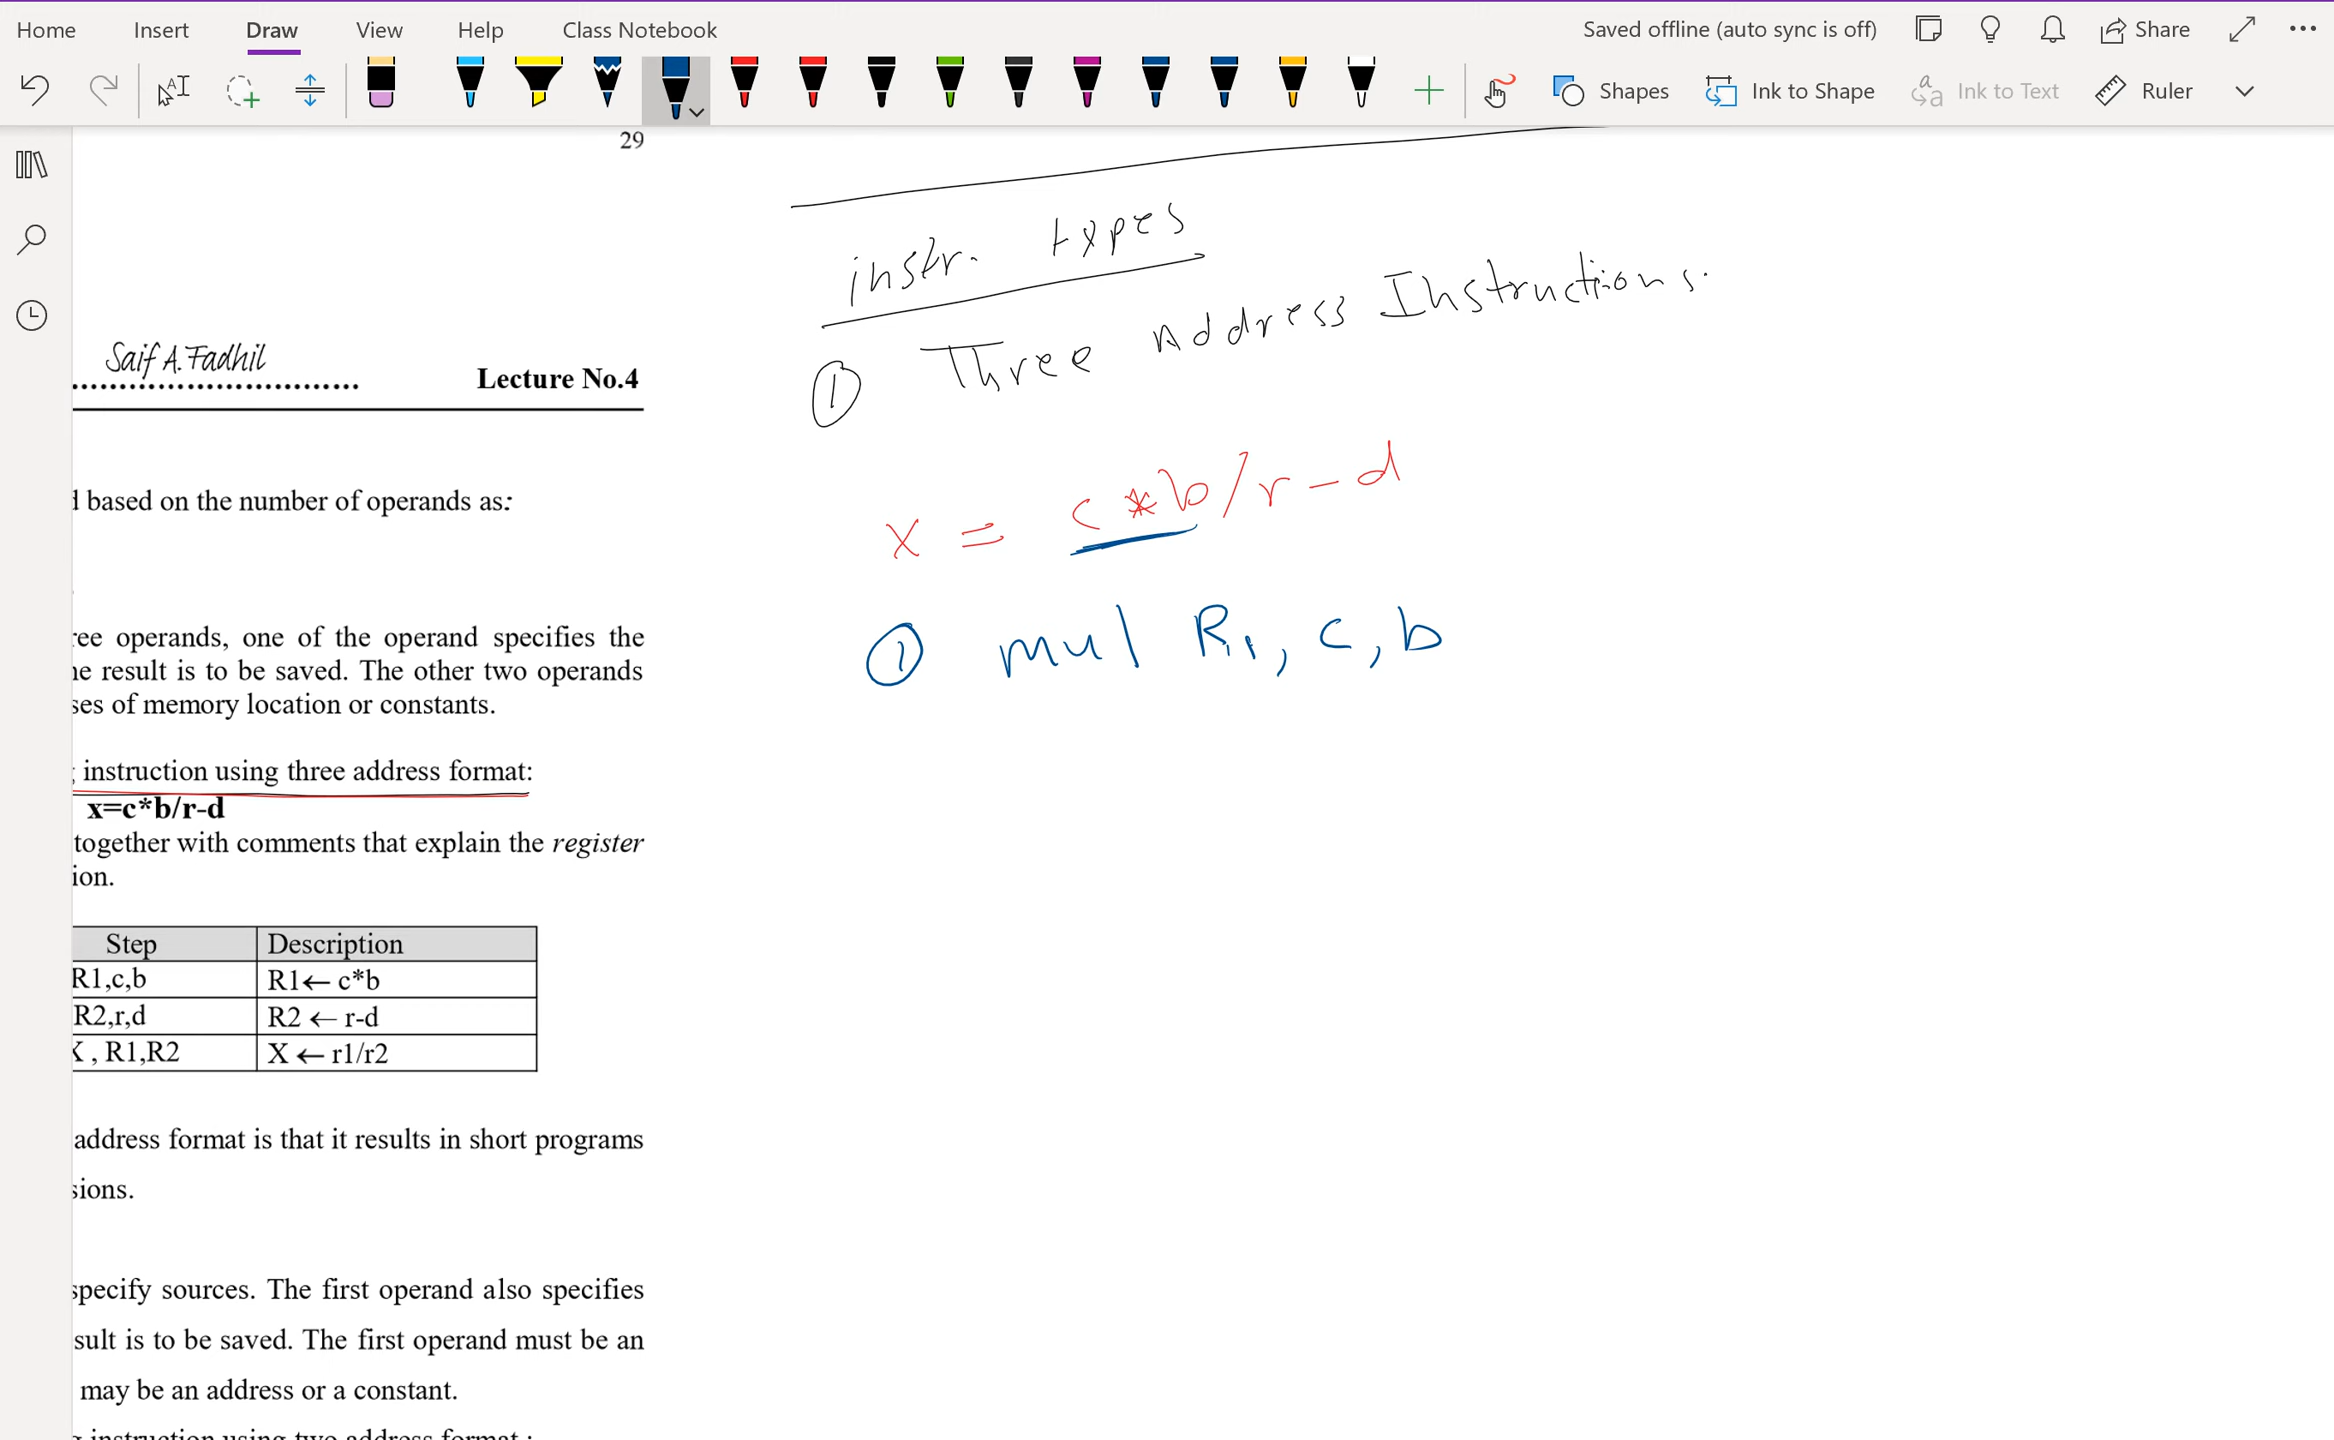 Home Insert Draw View Help Class Notebook Saved offline (auto sync is off) Share
Shapes Ink to Shape Ink to Text Ruler
29
Saif A. Fadhil
.............................. Lecture No.4
based on the number of operands as:
ree operands, one of the operand specifies the
e result is to be saved. The other two operands
ses of memory location or constants.
instruction using three address format:
x=c*b/r-d
together with comments that explain the register
ion.
Step Description
R1,c,b R1← c*b
R2,r,d R2 ← r-d
X , R1,R2 X ← r1/r2
address format is that it results in short programs
sions.
specify sources. The first operand also specifies
sult is to be saved. The first operand must be an
may be an address or a constant.
instruction using two address format :
instr. types
① Three Address Instructions.
x = c*b/r-d
① mul R1, c, b